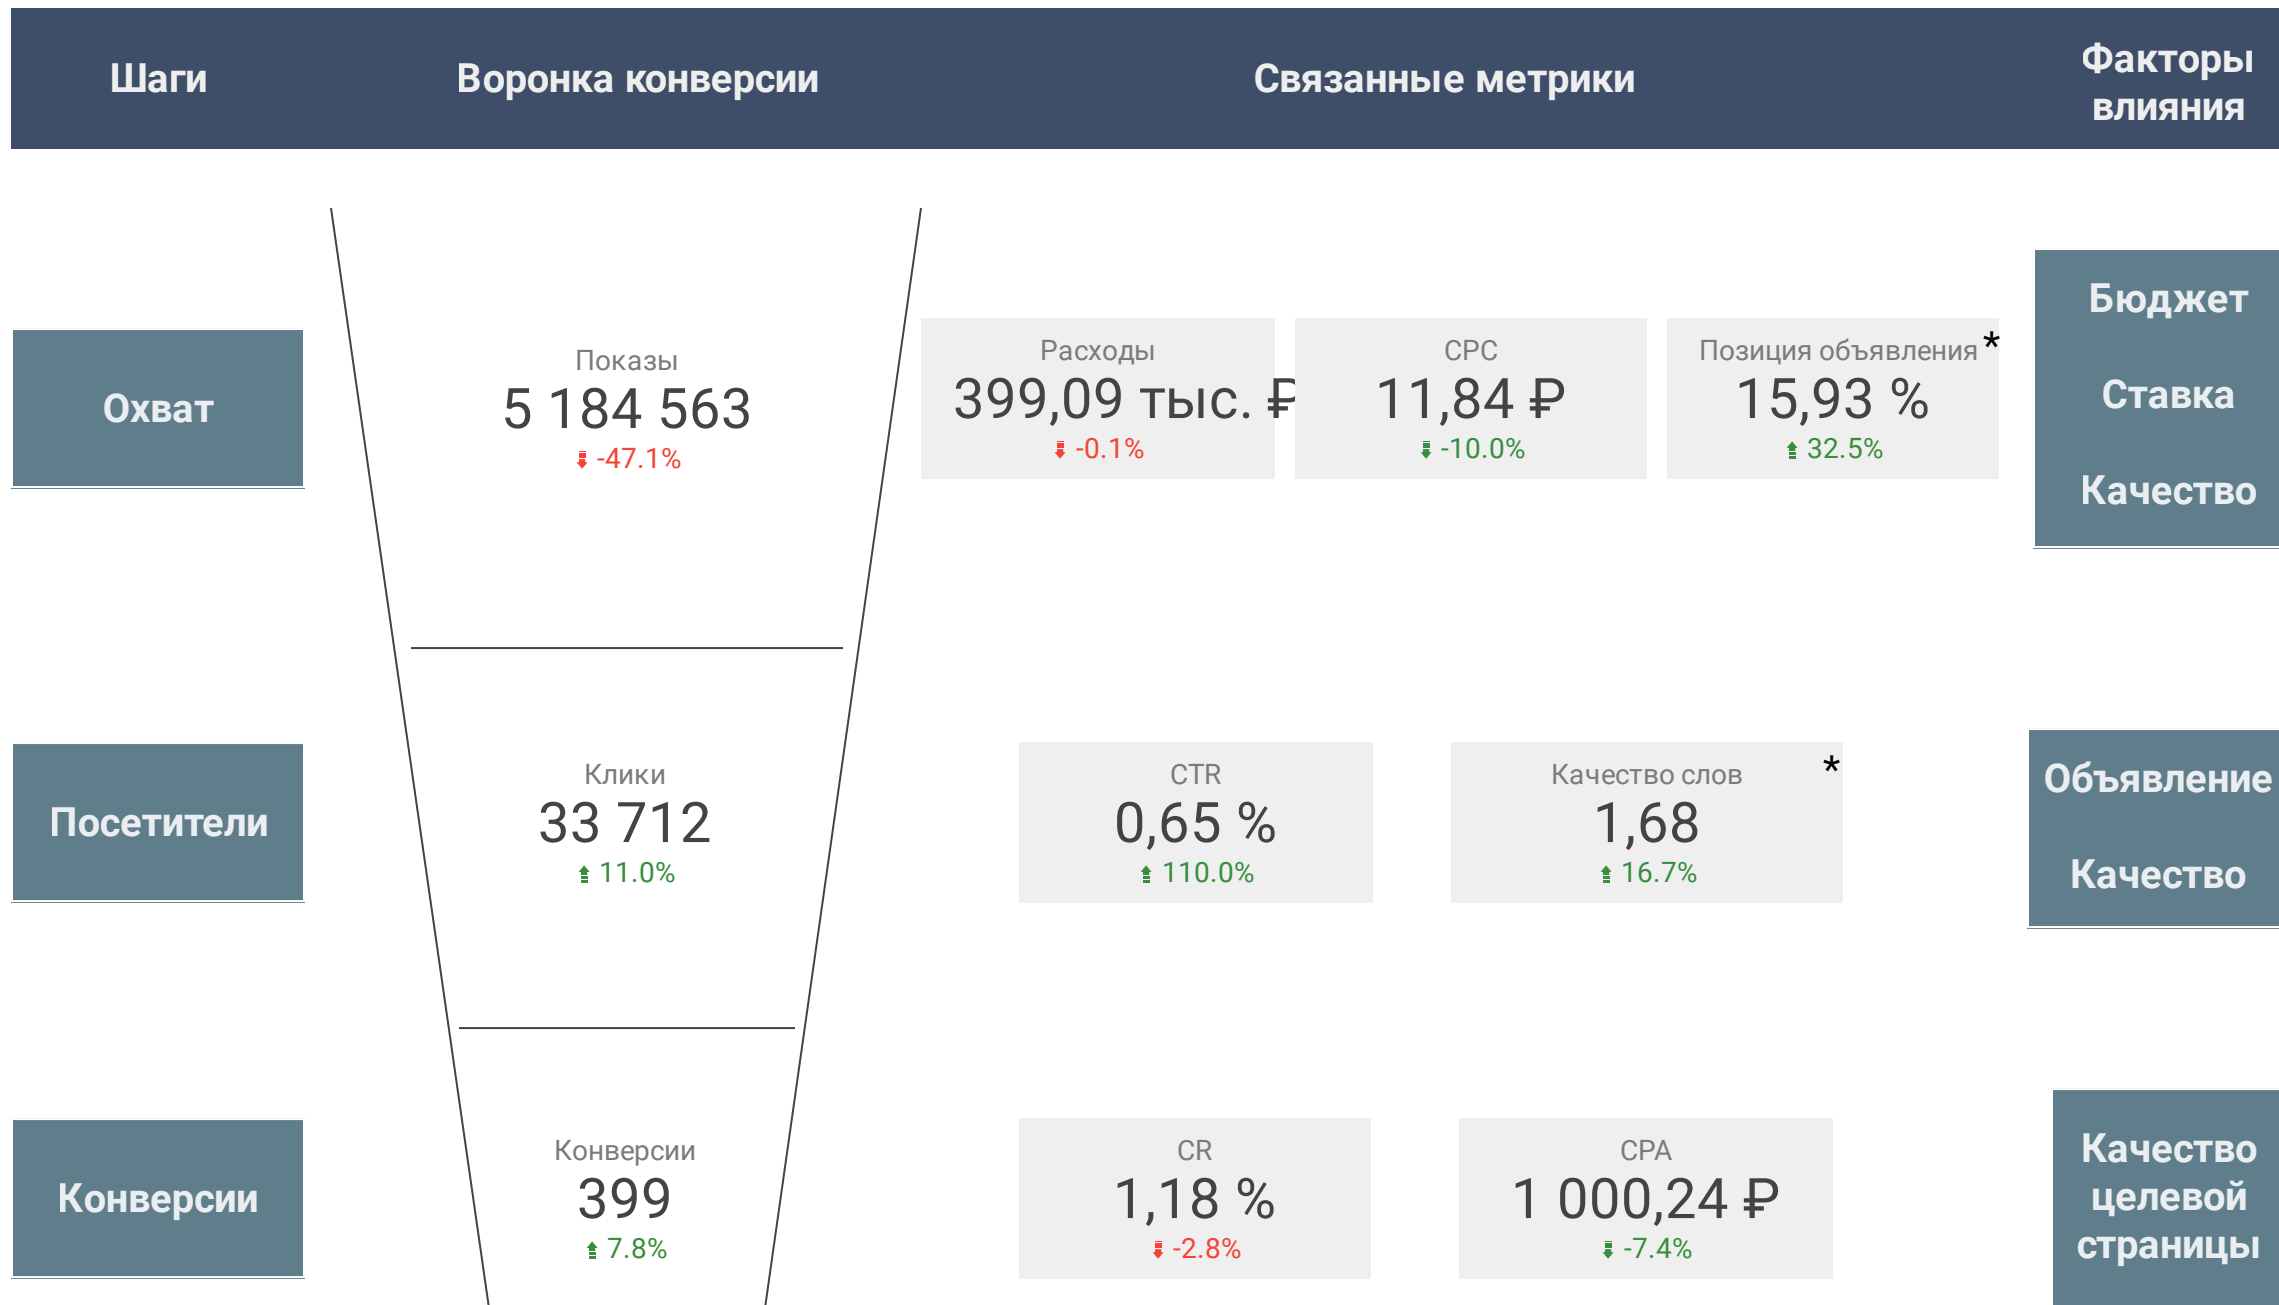 Шаги
Воронка конверсии
Связанные метрики
Факторы
влияния
Охват
Показы
5 184 563
-47.1%
Расходы
399,09 тыс. ₽
-0.1%
CPC
11,84 ₽
-10.0%
Позиция объявления *
15,93 %
32.5%
Бюджет
Ставка
Качество
Посетители
Клики
33 712
11.0%
CTR
0,65 %
110.0%
Качество слов *
1,68
16.7%
Объявление
Качество
Конверсии
Конверсии
399
7.8%
CR
1,18 %
-2.8%
CPA
1 000,24 ₽
-7.4%
Качество
целевой
страницы